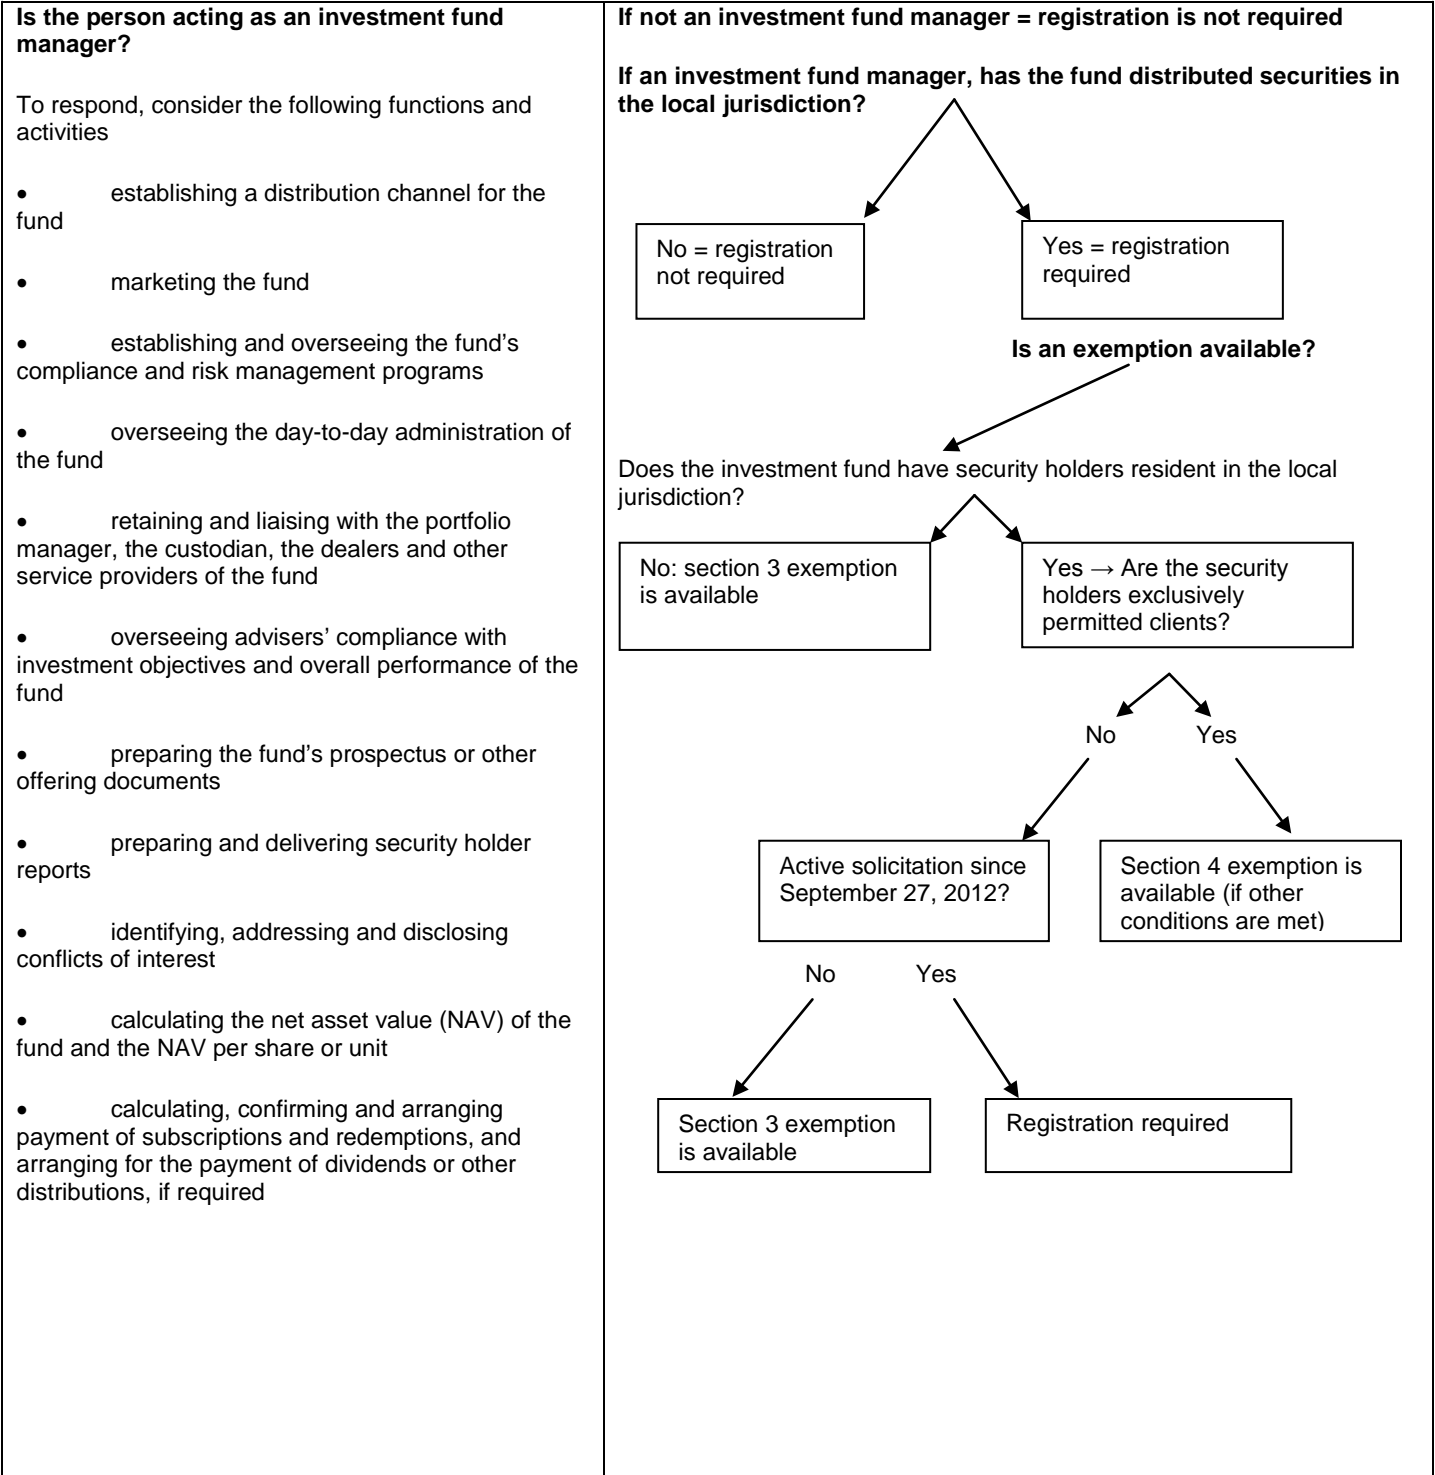 Is the person acting as an investment fund
manager?
To respond, consider the following functions and
activities
• establishing a distribution channel for the
fund
• marketing the fund
• establishing and overseeing the fund’s
compliance and risk management programs
• overseeing the day-to-day administration of
the fund
• retaining and liaising with the portfolio
manager, the custodian, the dealers and other
service providers of the fund
• overseeing advisers’ compliance with
investment objectives and overall performance of the
fund
• preparing the fund’s prospectus or other
offering documents
• preparing and delivering security holder
reports
• identifying, addressing and disclosing
conflicts of interest
• calculating the net asset value (NAV) of the
fund and the NAV per share or unit
• calculating, confirming and arranging
payment of subscriptions and redemptions, and
arranging for the payment of dividends or other
distributions, if required
If not an investment fund manager = registration is not required
If an investment fund manager, has the fund distributed securities in
the local jurisdiction?
No = registration
not required
Yes = registration
required
Is an exemption available?
Does the investment fund have security holders resident in the local
jurisdiction?
No: section 3 exemption
is available
Yes → Are the security
holders exclusively
permitted clients?
No Yes
Active solicitation since
September 27, 2012?
Section 4 exemption is
available (if other
conditions are met)
No Yes
Section 3 exemption
is available
Registration required